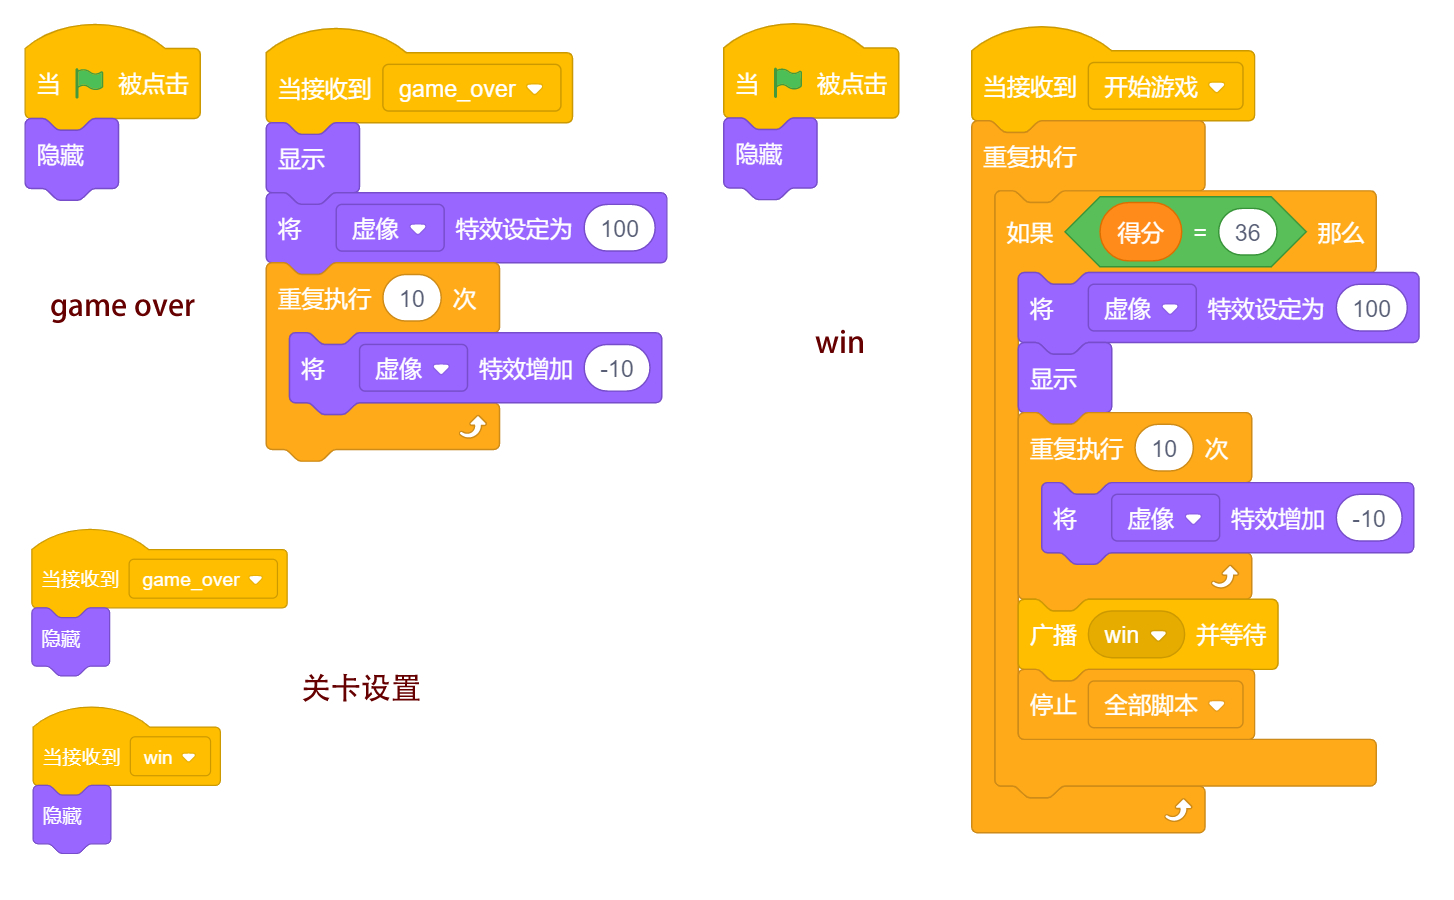 当 被点击
隐藏
当接收到 game_over
显示
将 虚像 特效设定为 100
重复执行 10 次
将 虚像 特效增加 -10
game over
当 被点击
隐藏
win
当接收到 开始游戏
重复执行
如果 得分 = 36 那么
将 虚像 特效设定为 100
显示
重复执行 10 次
将 虚像 特效增加 -10
广播 win 并等待
停止 全部脚本
当接收到 game_over
隐藏
关卡设置
当接收到 win
隐藏